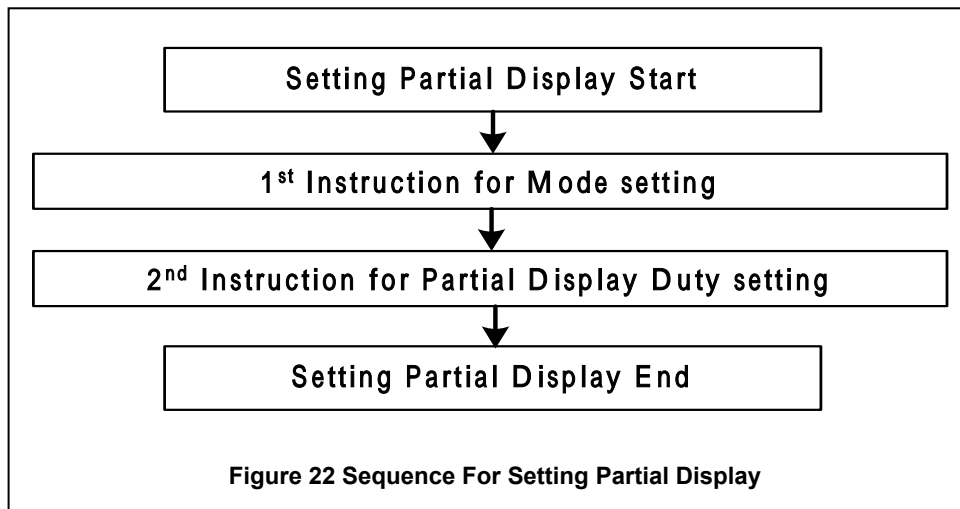 Setting Partial Display Start
1st Instruction for Mode setting
2nd Instruction for Partial Display Duty setting
Setting Partial Display End
Figure 22 Sequence For Setting Partial Display